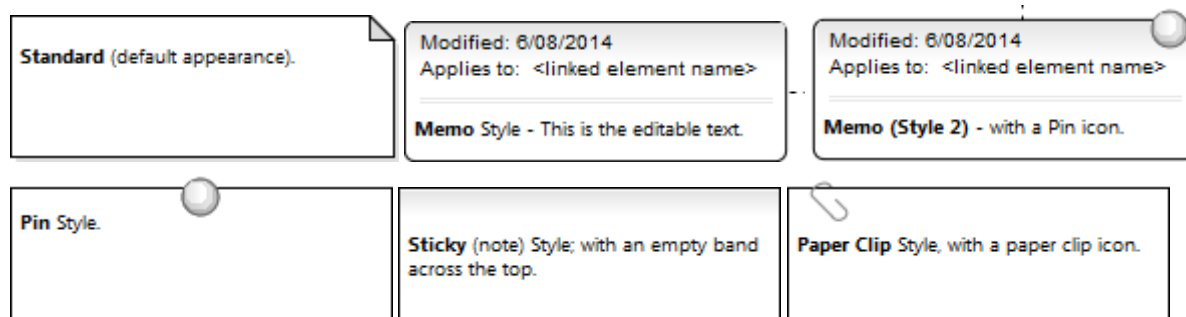 Standard (default appearance).
Modified: 6/08/2014
Applies to: <linked element name>
Memo Style - This is the editable text.
Modified: 6/08/2014
Applies to: <linked element name>
Memo (Style 2) - with a Pin icon.
Pin Style.
Sticky (note) Style; with an empty band
across the top.
Paper Clip Style, with a paper clip icon.